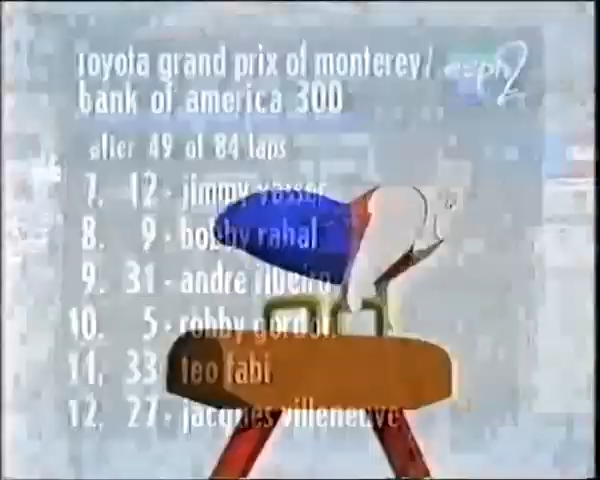 Toyota grand prix of monterey/
bank of america 300
espn2
after 49 of 84 laps
7. 12 - jimmy vasser
8. 9 - bobby rahal
9. 31 - andre ribeiro
10. 5 - robby gordon
11. 33 - teo fabi
12. 27 - jacques villeneuve